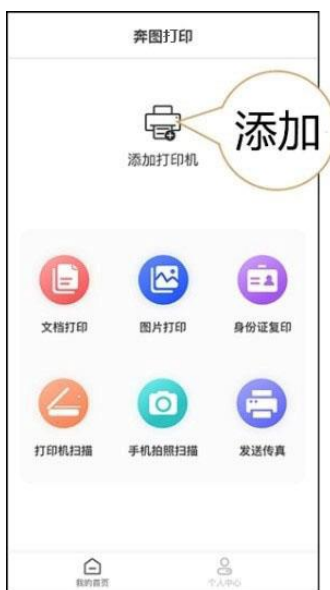 奔图打印
添加
添加打印机
文档打印
图片打印
身份证复印
打印机扫描
手机拍照扫描
发送传真
我的首页
个人中心